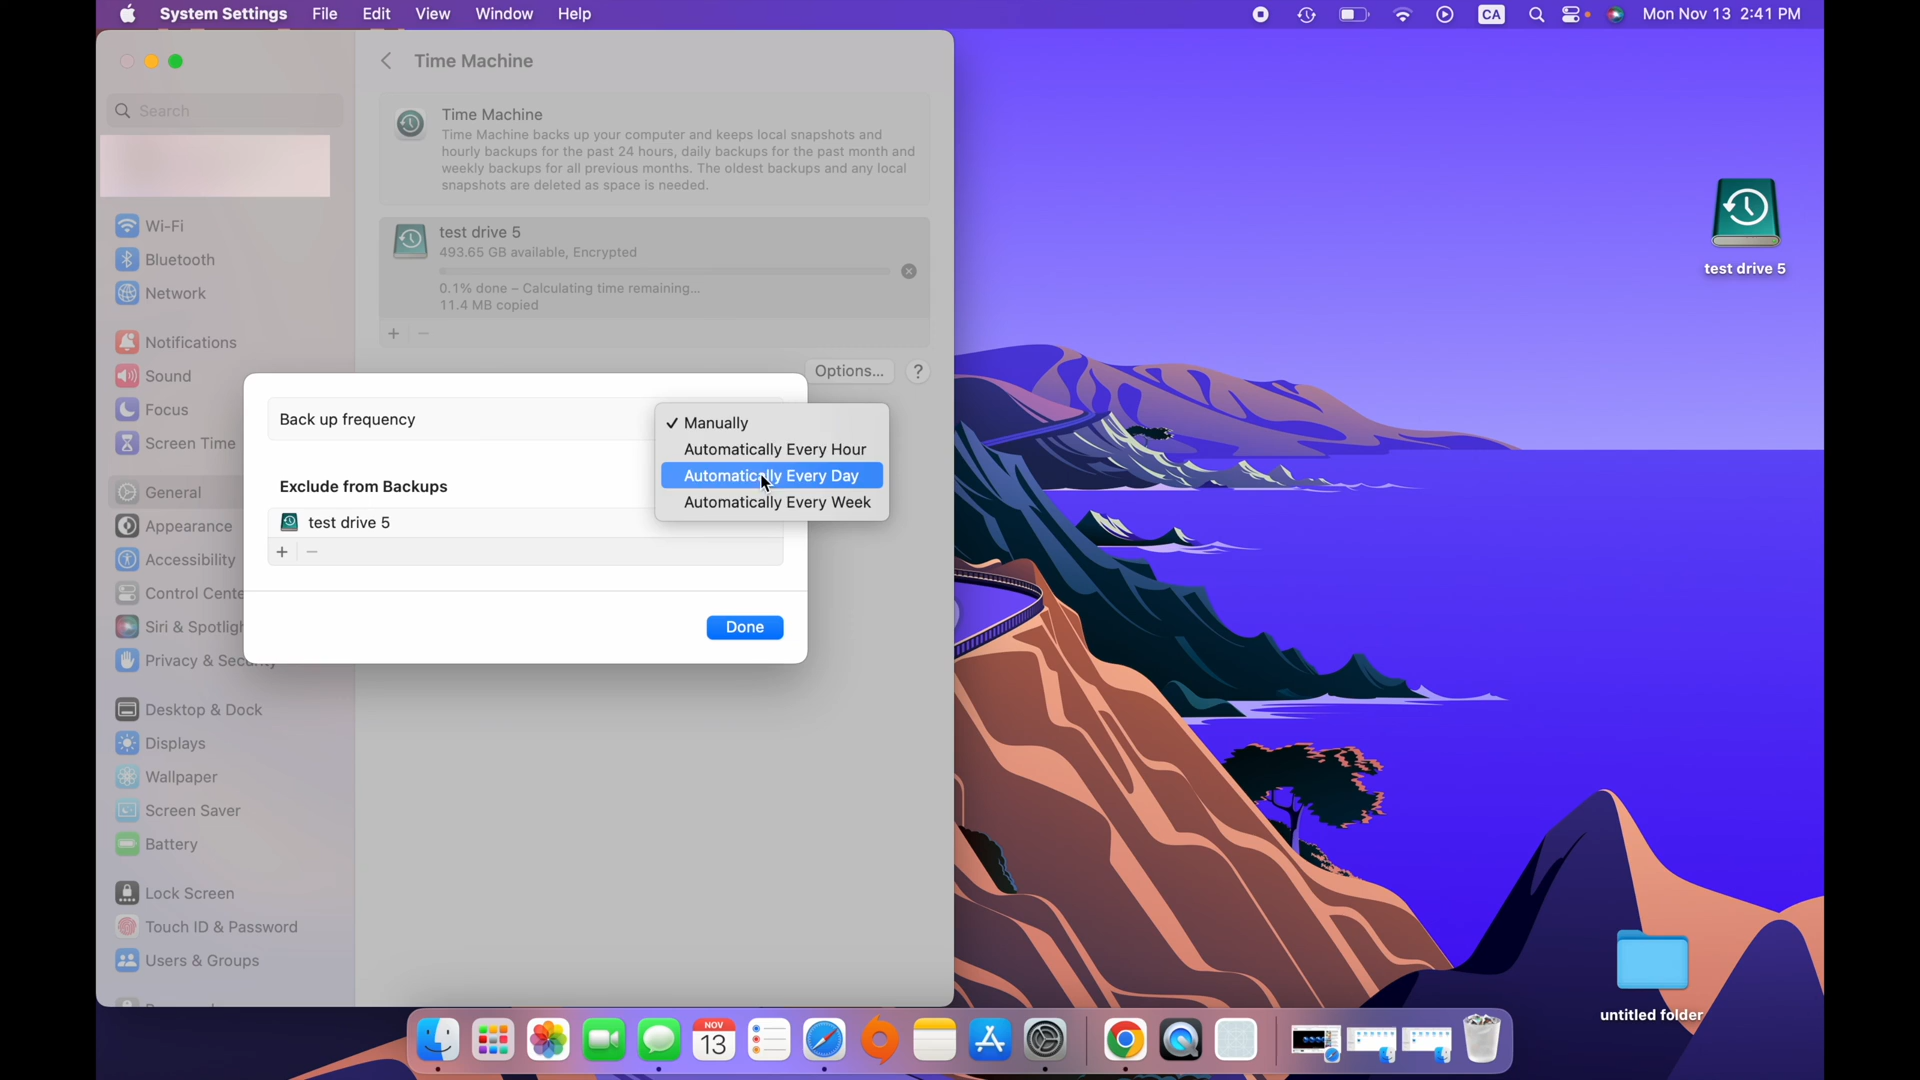 System Settings File Edit View Window Help
CA
Mon Nov 13 2:41 PM
Time Machine
Search
Time Machine
Time Machine backs up your computer and keeps local snapshots and
hourly backups for the past 24 hours, daily backups for the past month and
weekly backups for all previous months. The oldest backups and any local
snapshots are deleted as space is needed.
test drive 5
493.65 GB available, Encrypted
0.1% done – Calculating time remaining...
11.4 MB copied
+ −
Options... ?
Wi-Fi
Bluetooth
Network
Notifications
Sound
Focus
Screen Time
General
Appearance
Accessibility
Control Cente
Siri & Spotligh
Privacy & Security
Desktop & Dock
Displays
Wallpaper
Screen Saver
Battery
Lock Screen
Touch ID & Password
Users & Groups
Back up frequency
✓ Manually
Automatically Every Hour
Automatically Every Day
Automatically Every Week
Exclude from Backups
test drive 5
+ −
Done
test drive 5
untitled folder
NOV
13